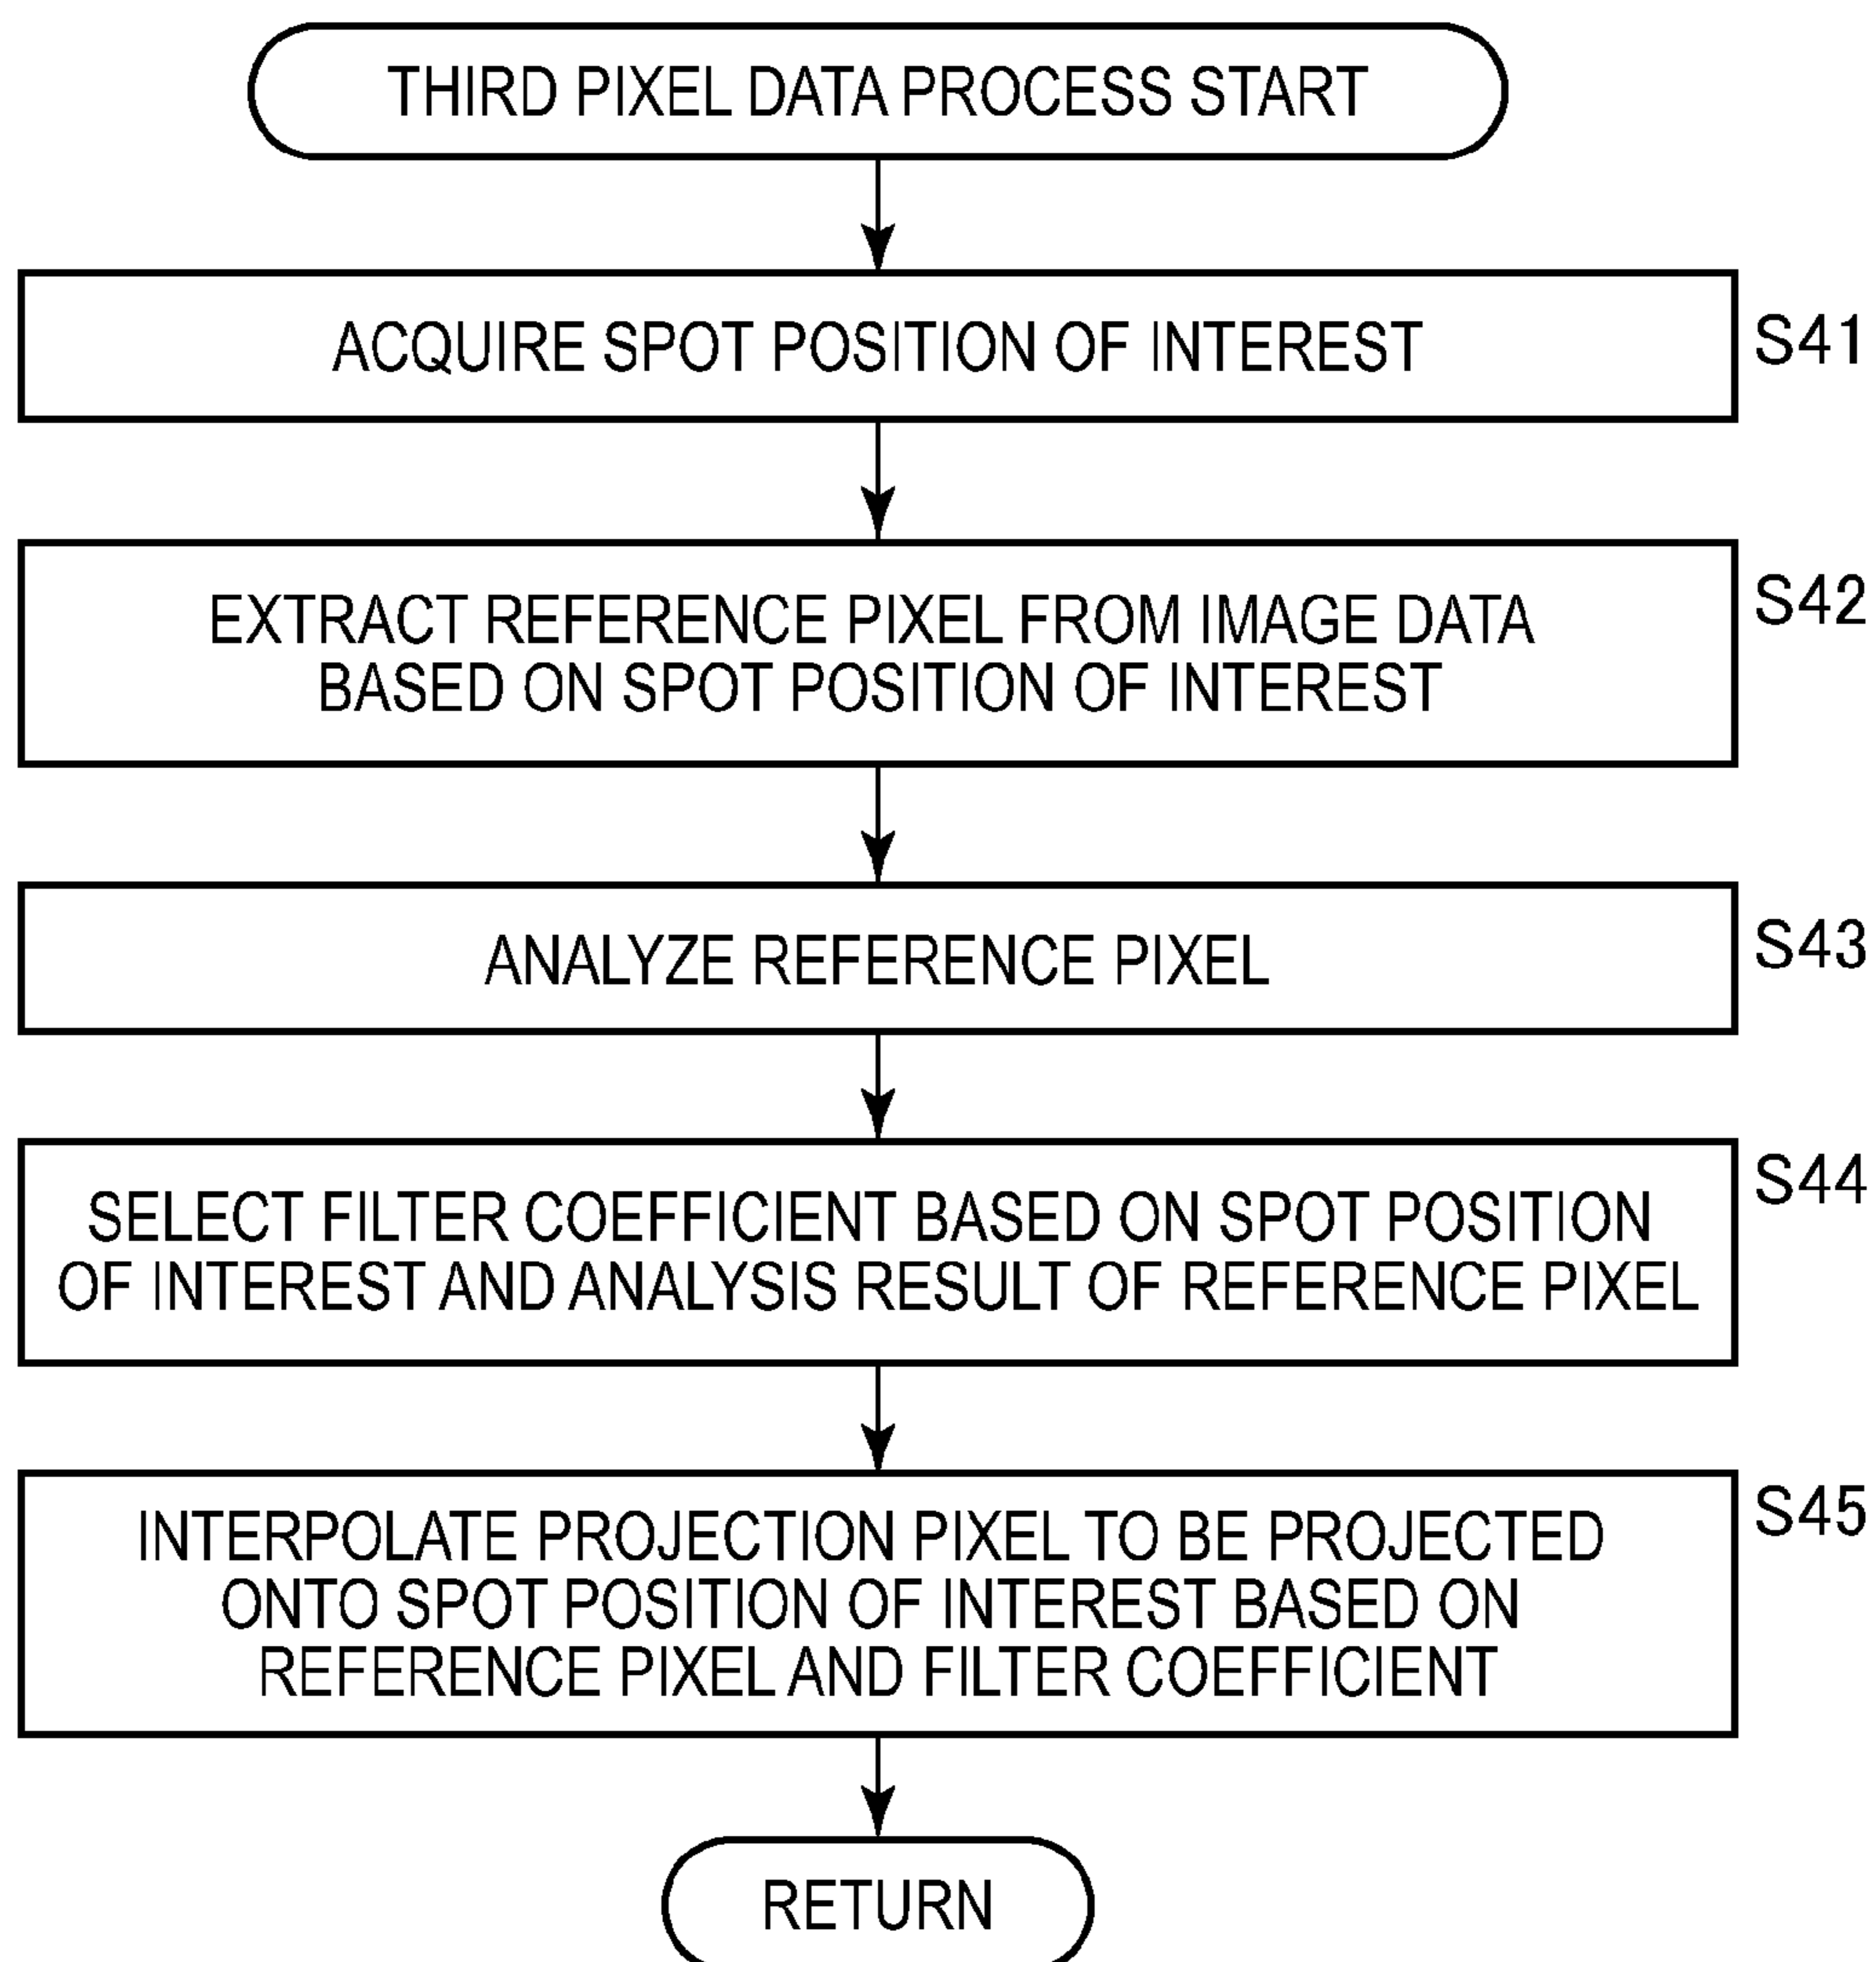 THIRD PIXEL DATA PROCESS START
ACQUIRE SPOT POSITION OF INTEREST
S41
EXTRACT REFERENCE PIXEL FROM IMAGE DATA
BASED ON SPOT POSITION OF INTEREST
S42
ANALYZE REFERENCE PIXEL
S43
SELECT FILTER COEFFICIENT BASED ON SPOT POSITION
OF INTEREST AND ANALYSIS RESULT OF REFERENCE PIXEL
S44
INTERPOLATE PROJECTION PIXEL TO BE PROJECTED
ONTO SPOT POSITION OF INTEREST BASED ON
REFERENCE PIXEL AND FILTER COEFFICIENT
S45
RETURN